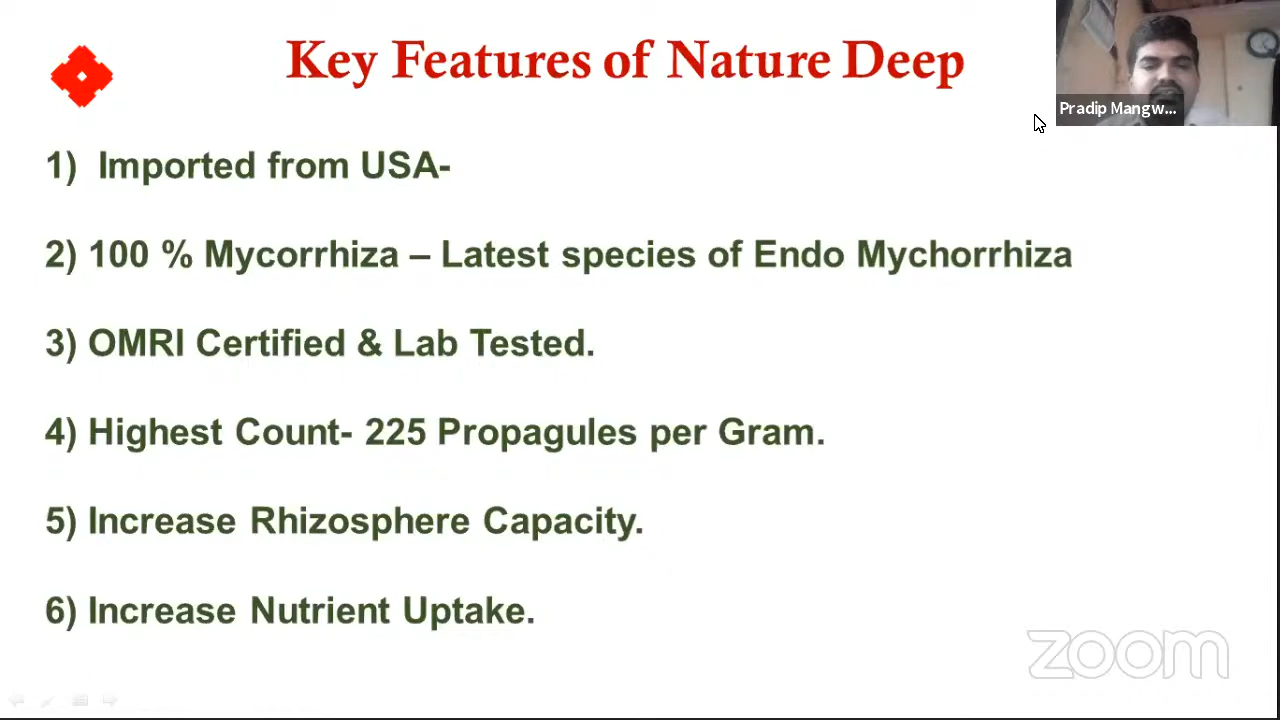 Key Features of Nature Deep
Pradip Mangw...
1) Imported from USA-
2) 100 % Mycorrhiza – Latest species of Endo Mychorrhiza
3) OMRI Certified & Lab Tested.
4) Highest Count- 225 Propagules per Gram.
5) Increase Rhizosphere Capacity.
6) Increase Nutrient Uptake.
zoom